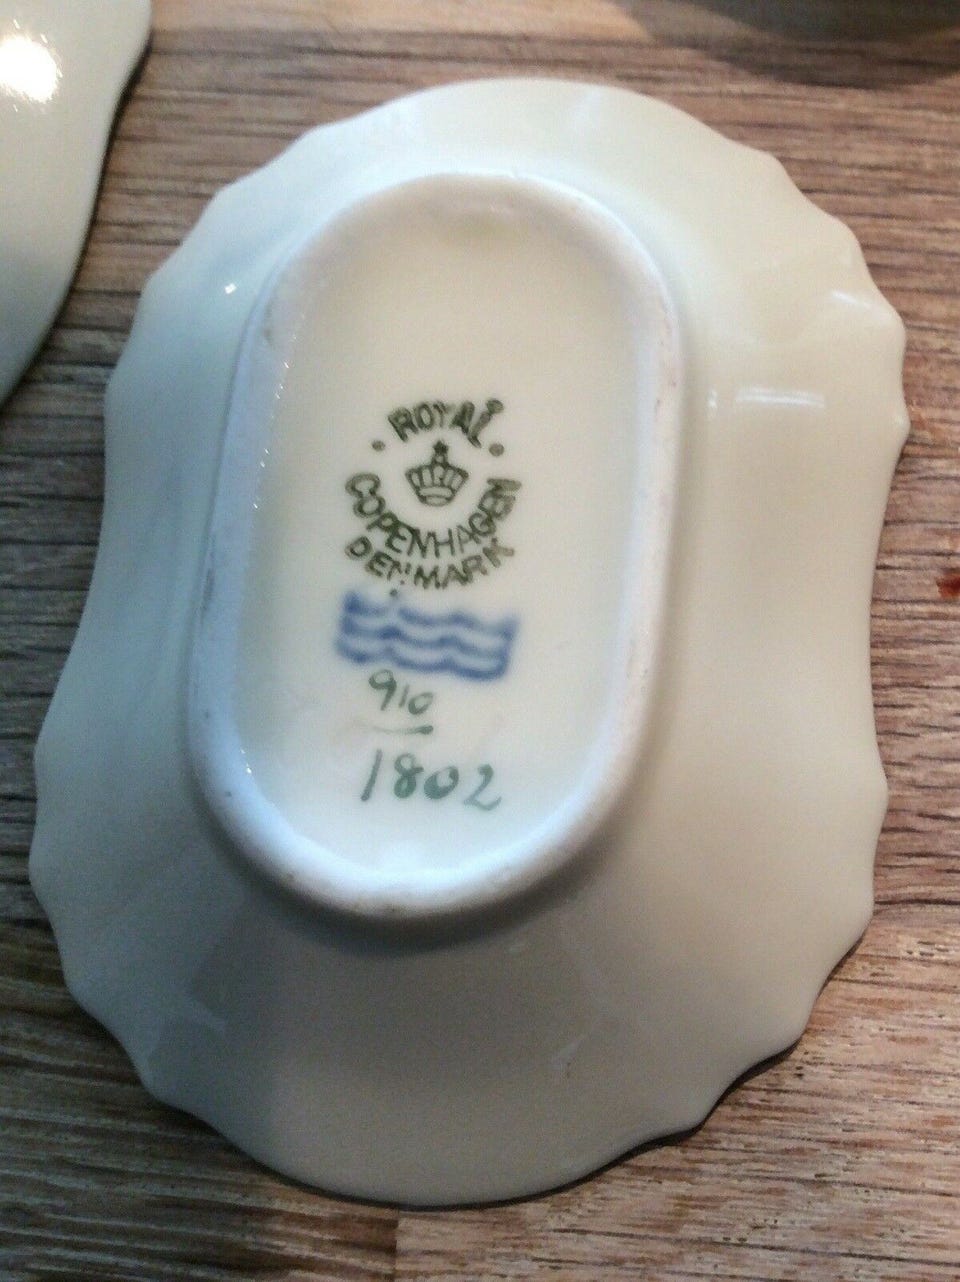 ROYAL
COPENHAGEN
DENMARK
910
1802